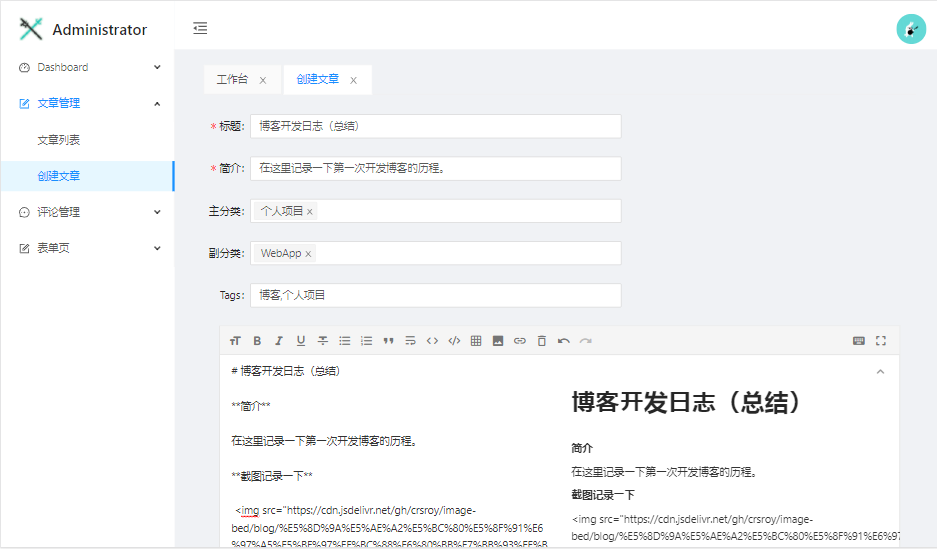 Administrator
Dashboard
文章管理
文章列表
创建文章
评论管理
表单页
工作台 x
创建文章 x
* 标题: 博客开发日志（总结）
* 简介: 在这里记录一下第一次开发博客的历程。
主分类: 个人项目 x
副分类: WebApp x
Tags: 博客,个人项目
# 博客开发日志（总结）
**简介**
在这里记录一下第一次开发博客的历程。
**截图记录一下**
<img src="https://cdn.jsdelivr.net/gh/crsroy/image-
bed/blog/%E5%8D%9A%E5%AE%A2%E5%BC%80%E5%8F%91%E6
%97%A5%E5%BF%97%EF%BC%88%E6%80%BB%E7%BB%93%EF%B
博客开发日志（总结）
简介
在这里记录一下第一次开发博客的历程。
截图记录一下
<img src="https://cdn.jsdelivr.net/gh/crsroy/image-
bed/blog/%E5%8D%9A%E5%AE%A2%E5%BC%80%E5%8F%91%E6%97